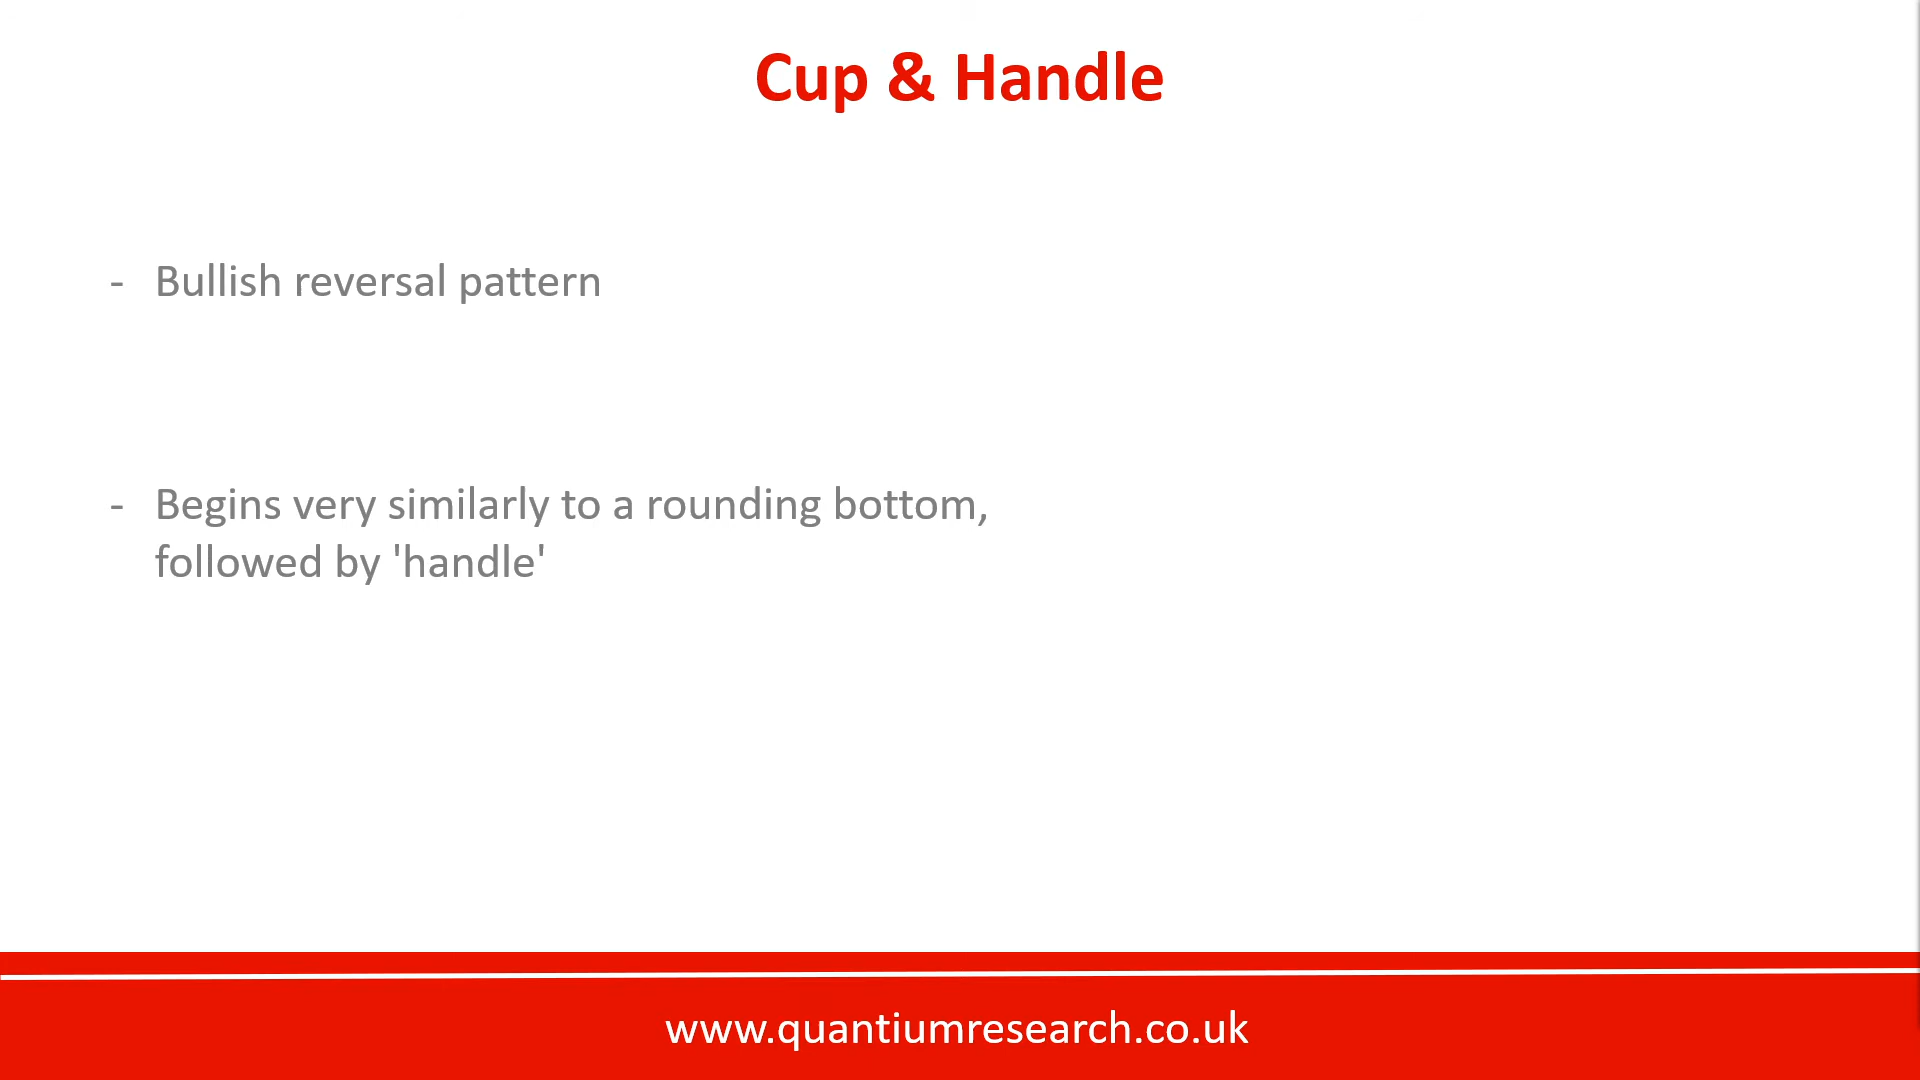 Cup & Handle
- Bullish reversal pattern
- Begins very similarly to a rounding bottom,
followed by 'handle'
www.quantiumresearch.co.uk